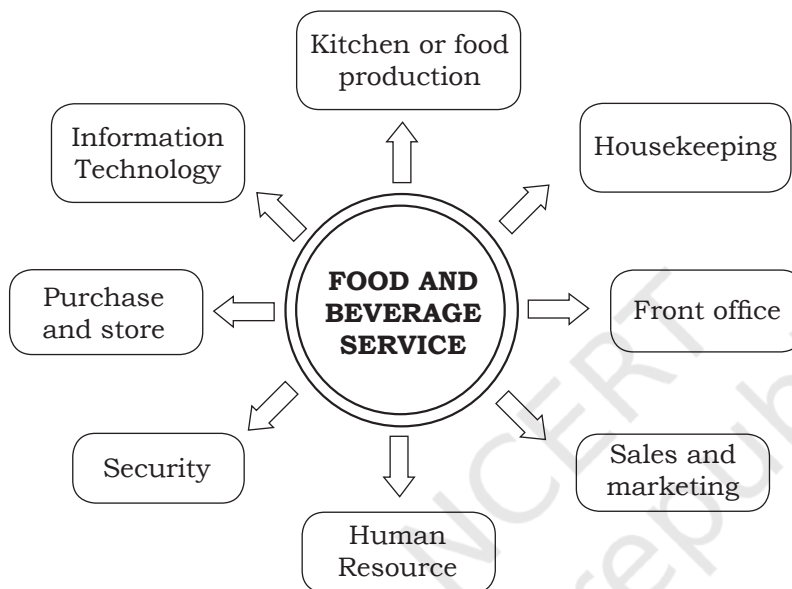 Kitchen or food
production
Information
Technology
Housekeeping
FOOD AND
BEVERAGE
SERVICE
Purchase
and store
Front office
Security
Sales and
marketing
Human
Resource
NCERT
republ